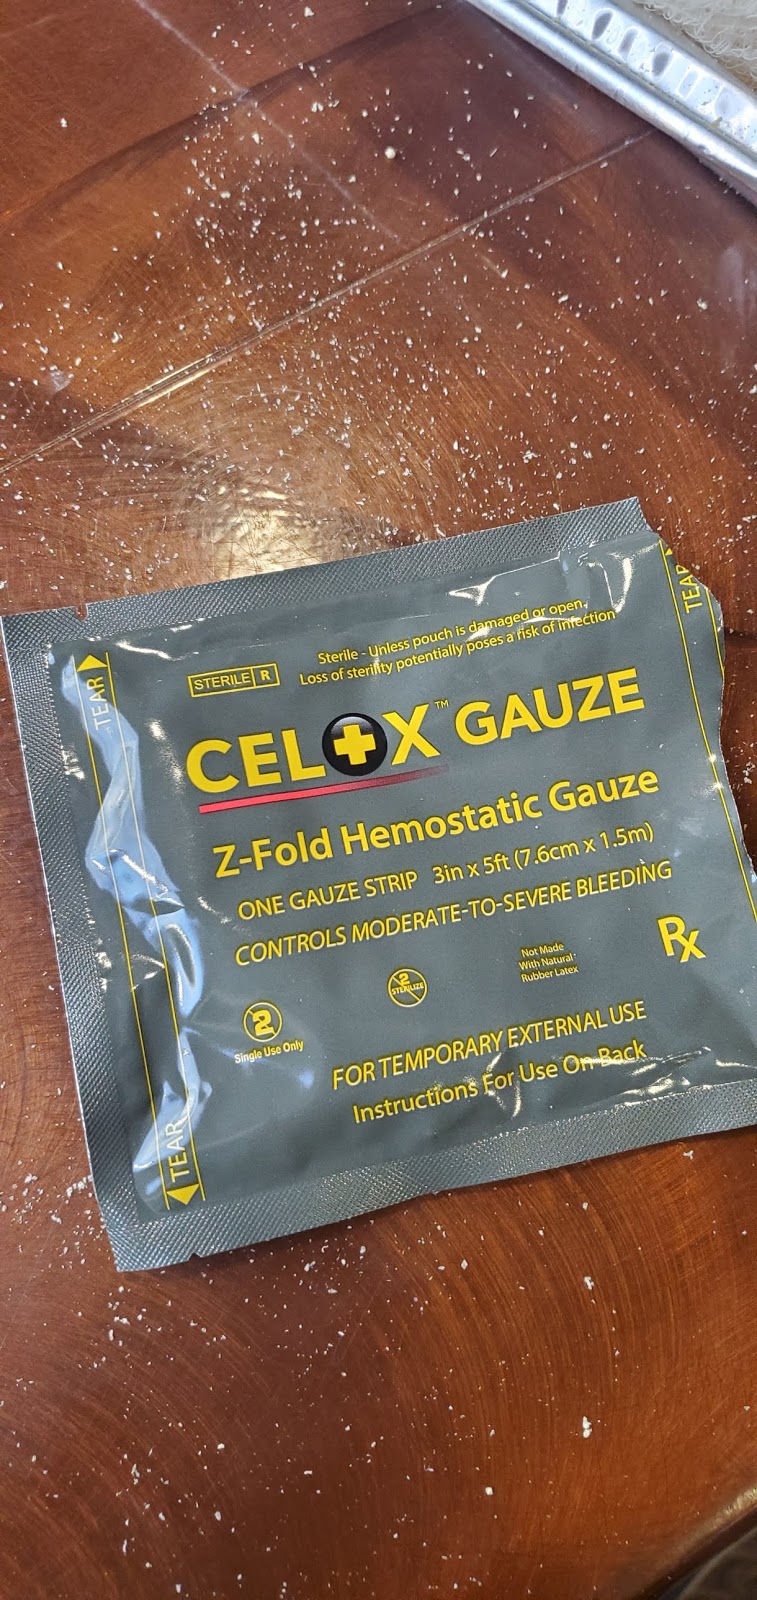 TEAR
STERILE R
Sterile - Unless pouch is damaged or open.
Loss of sterility potentially poses a risk of infection
TEAR
CELOX™ GAUZE
Z-Fold Hemostatic Gauze
ONE GAUZE STRIP 3in x 5ft (7.6cm x 1.5m)
CONTROLS MODERATE-TO-SEVERE BLEEDING
2
Single Use Only
2
STERILIZE
Not Made
With Natural
Rubber Latex
Rx
FOR TEMPORARY EXTERNAL USE
Instructions For Use On Back
TEAR